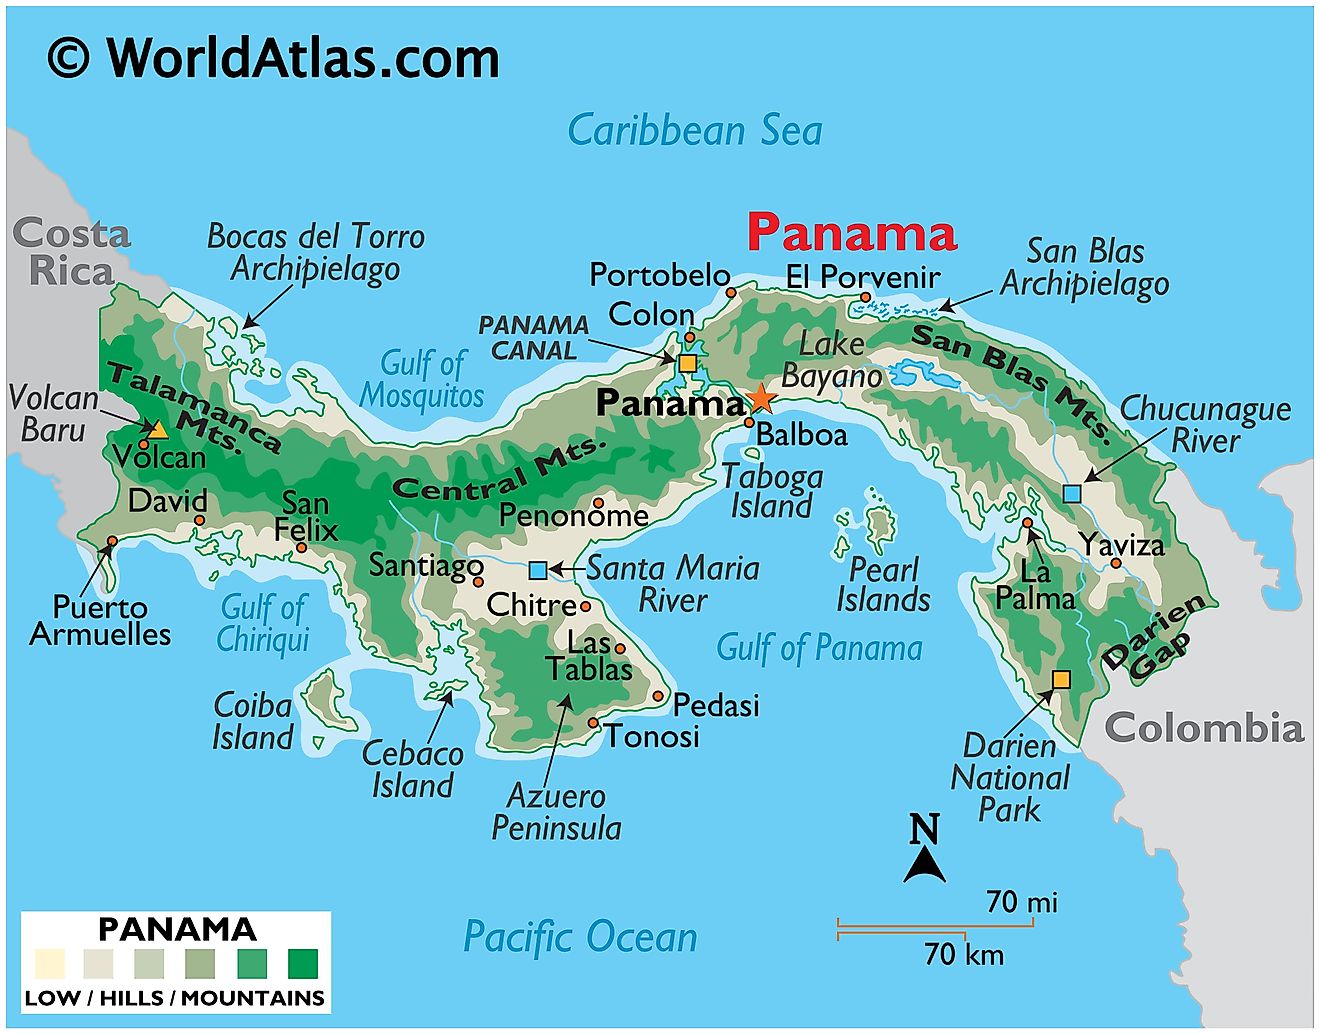 © WorldAtlas.com
Caribbean Sea
Costa
Rica
Bocas del Torro
Archipielago
Panama
San Blas
Archipielago
Portobelo
El Porvenir
Colon
PANAMA
CANAL
Gulf of
Mosquitos
Lake
Bayano
San Blas Mts.
Talamanca
Mts.
Volcan
Baru
Volcan
Panama
Balboa
Chucunague
River
Central Mts.
Taboga
Island
David
San
Felix
Penonome
Santiago
Santa Maria
River
Pearl
Islands
Yaviza
La
Palma
Puerto
Armuelles
Gulf of
Chiriqui
Chitre
Las
Tablas
Gulf of Panama
Darien
Gap
Coiba
Island
Cebaco
Island
Pedasi
Tonosi
Colombia
Azuero
Peninsula
Darien
National
Park
N
70 mi
70 km
Pacific Ocean
PANAMA
LOW / HILLS / MOUNTAINS